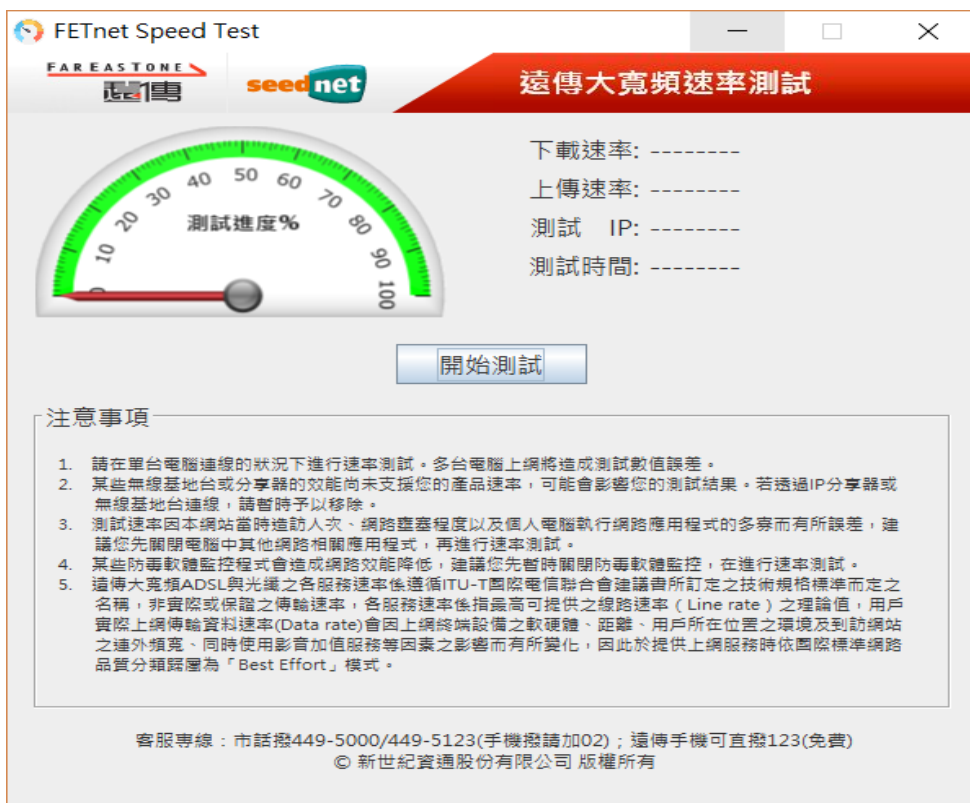 FETnet Speed Test
FAREASTONE
遠傳
seednet
遠傳大寬頻速率測試
0 10 20 30 40 50 60 70 80 90 100
測試進度%
下載速率: --------
上傳速率: --------
測試 IP: --------
測試時間: --------
開始測試
注意事項
1. 請在單台電腦連線的狀況下進行速率測試。多台電腦上網將造成測試數值誤差。
2. 某些無線基地台或分享器的效能尚未支援您的產品速率，可能會影響您的測試結果。若透過IP分享器或
無線基地台連線，請暫時予以移除。
3. 測試速率因本網站當時造訪人次、網路壅塞程度以及個人電腦執行網路應用程式的多寡而有所誤差，建
議您先關閉電腦中其他網路相關應用程式，再進行速率測試。
4. 某些防毒軟體監控程式會造成網路效能降低，建議您先暫時關閉防毒軟體監控，在進行速率測試。
5. 遠傳大寬頻ADSL與光纖之各服務速率係遵循ITU-T國際電信聯合會建議書所訂定之技術規格標準而定之
名稱，非實際或保證之傳輸速率，各服務速率係指最高可提供之線路速率（Line rate）之理論值，用戶
實際上網傳輸資料速率(Data rate)會因上網終端設備之軟硬體、距離、用戶所在位置之環境及到訪網站
之連外頻寬、同時使用影音加值服務等因素之影響而有所變化，因此於提供上網服務時依國際標準網路
品質分類歸屬為「Best Effort」模式。
客服專線：市話撥449-5000/449-5123(手機撥請加02)；遠傳手機可直撥123(免費)
© 新世紀資通股份有限公司 版權所有